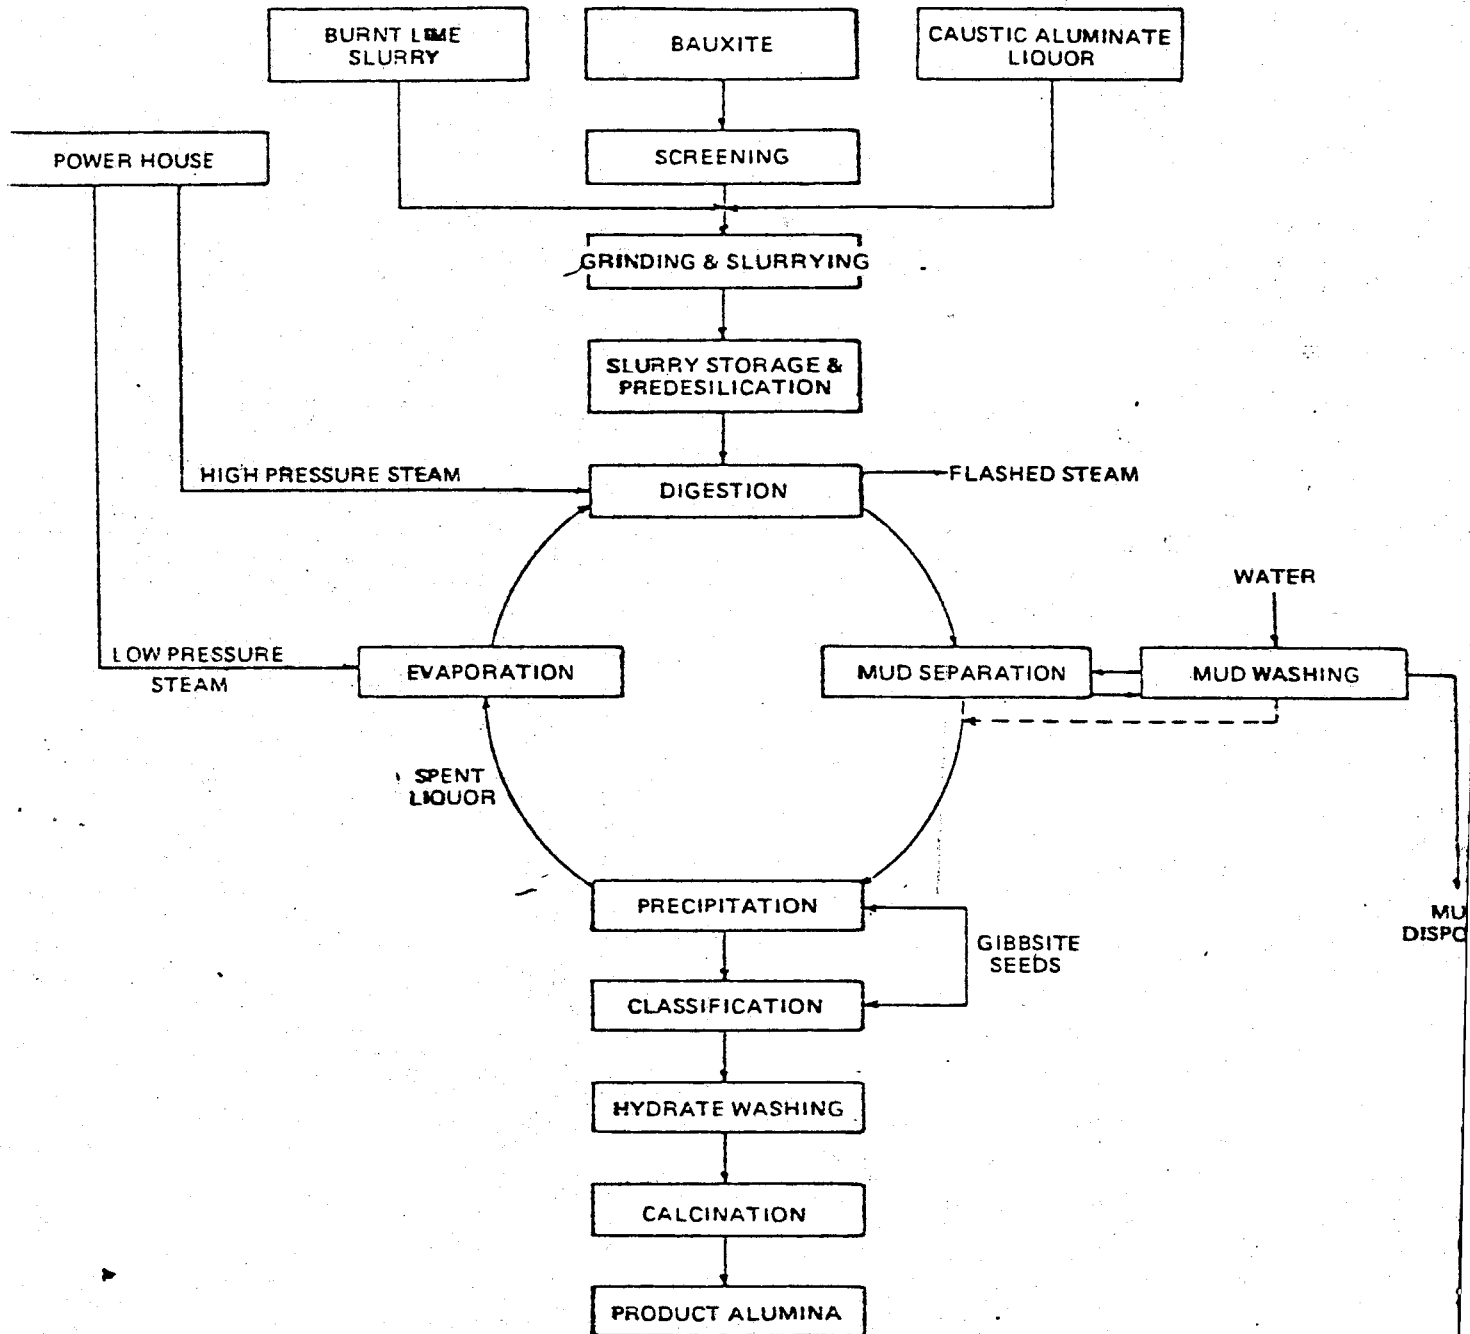 BURNT LIME
SLURRY
BAUXITE
CAUSTIC ALUMINATE
LIQUOR
POWER HOUSE
SCREENING
GRINDING & SLURRYING
SLURRY STORAGE &
PREDESILICATION
HIGH PRESSURE STEAM
DIGESTION
FLASHED STEAM
WATER
LOW PRESSURE
STEAM
EVAPORATION
MUD SEPARATION
MUD WASHING
SPENT
LIQUOR
PRECIPITATION
MU
DISPO
GIBBSITE
SEEDS
CLASSIFICATION
HYDRATE WASHING
CALCINATION
PRODUCT ALUMINA